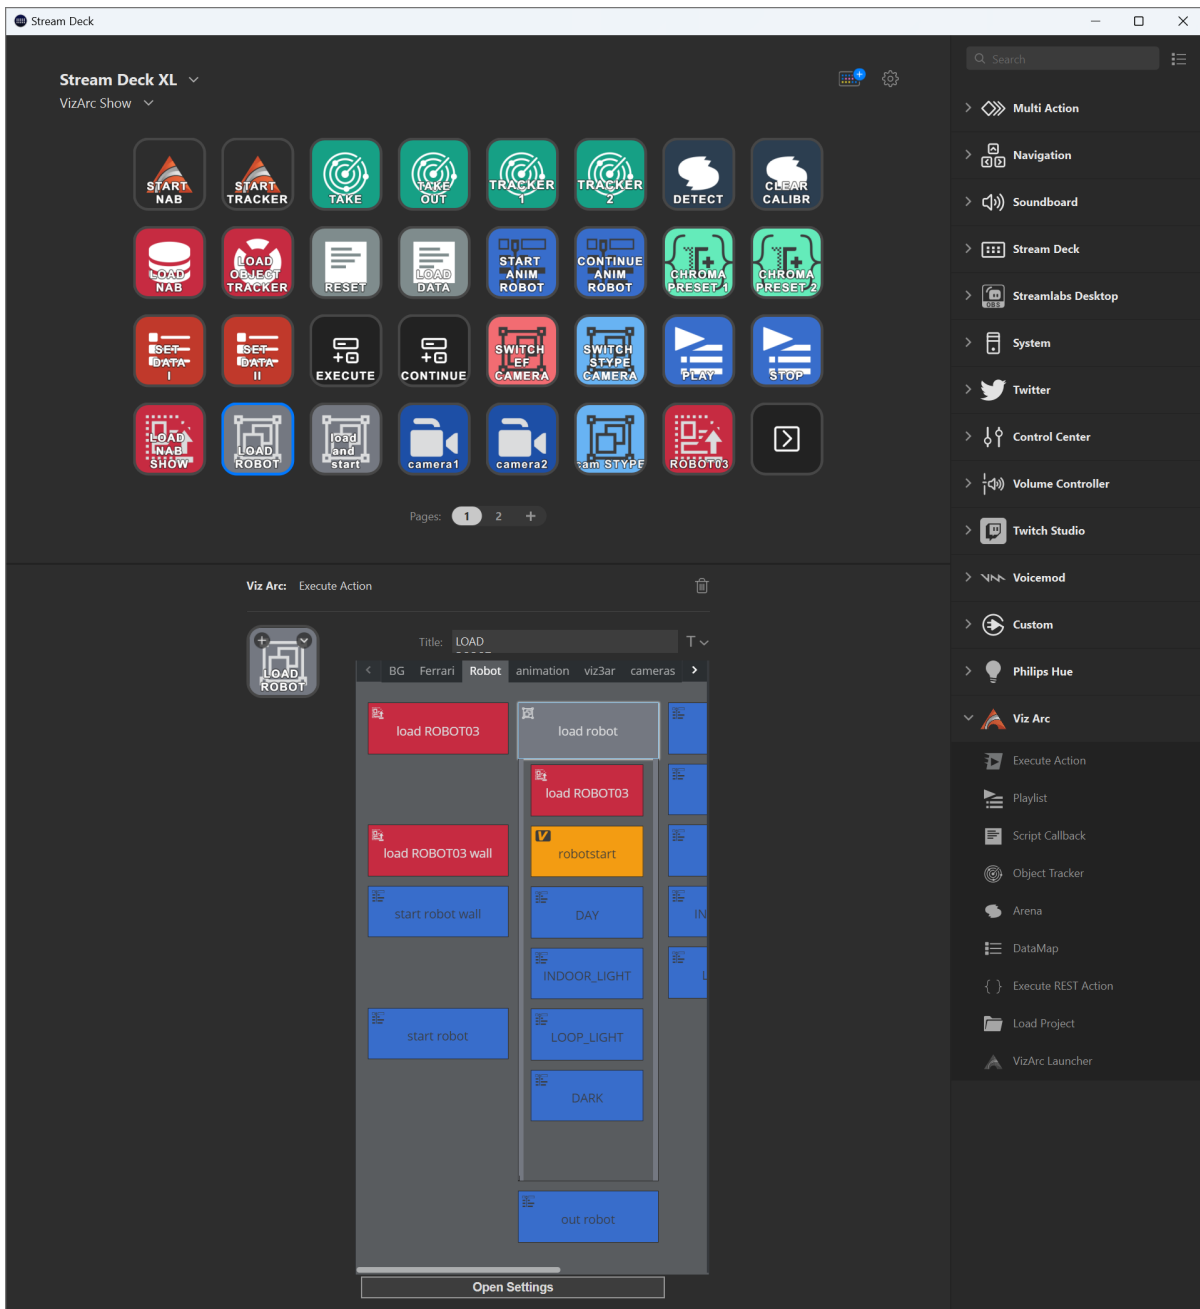 Stream Deck
Stream Deck XL
VizArc Show
START
NAB
START
TRACKER
TAKE
TAKE
OUT
TRACKER
1
TRACKER
2
DETECT
CLEAR
CALIBR
LOAD
NAB
LOAD
OBJECT
TRACKER
RESET
LOAD
DATA
START
ANIM
ROBOT
CONTINUE
ANIM
ROBOT
CHROMA
PRESET 1
CHROMA
PRESET 2
SET
DATA
I
SET
DATA
II
EXECUTE
CONTINUE
SWITCH
EF
CAMERA
SWITCH
STYPE
CAMERA
PLAY
STOP
LOAD
NAB
SHOW
LOAD
ROBOT
load
and
start
camera1
camera2
cam STYPE
ROBOT03
Pages: 1 2 +
Viz Arc: Execute Action
LOAD
ROBOT
Title: LOAD
T
BG Ferrari Robot animation viz3ar cameras
load ROBOT03
load robot
load ROBOT03
load ROBOT03 wall
robotstart
start robot wall
DAY
IN
INDOOR_LIGHT
L
start robot
LOOP_LIGHT
DARK
out robot
Open Settings
Search
Multi Action
Navigation
Soundboard
Stream Deck
OBS
Streamlabs Desktop
System
Twitter
Control Center
Volume Controller
Twitch Studio
Voicemod
Custom
Philips Hue
Viz Arc
Execute Action
Playlist
Script Callback
Object Tracker
Arena
DataMap
Execute REST Action
Load Project
VizArc Launcher